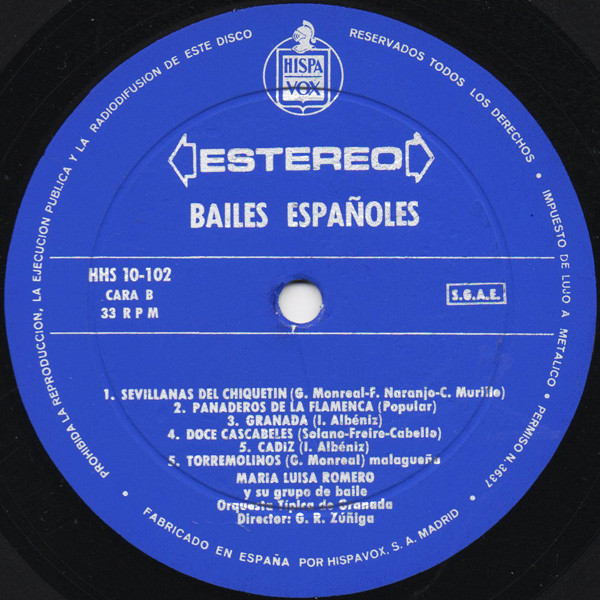 PROHIBIDA LA REPRODUCCION, LA EJECUCION PUBLICA Y LA RADIODIFUSION DE ESTE DISCO
RESERVADOS TODOS LOS DERECHOS • IMPUESTO DE LUJO A METALICO • PERMISO N. 3637
HISPA
VOX
ESTEREO
BAILES ESPAÑOLES
HHS 10-102
CARA B
33 RPM
S.G.A.E.
1. SEVILLANAS DEL CHIQUETIN (G. Monreal-F. Naranjo-C. Murillo)
2. PANADEROS DE LA FLAMENCA (Popular)
3. GRANADA (I. Albéniz)
4. DOCE CASCABELES (Solano-Freire-Cabello)
5. CADIZ (I. Albéniz)
5. TORREMOLINOS (G. Monreal) malagueña
MARIA LUISA ROMERO
y su grupo de baile
Orquesta Típica de Granada
Director: G. R. Zúñiga
• FABRICADO EN ESPAÑA POR HISPAVOX, S. A. MADRID •